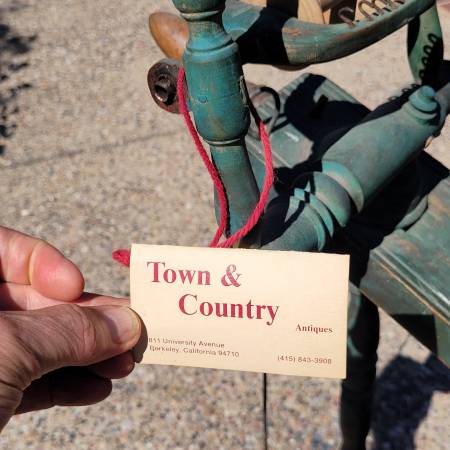 Town &
Country
Antiques
811 University Avenue
Berkeley, California 94710
(415) 843-3908